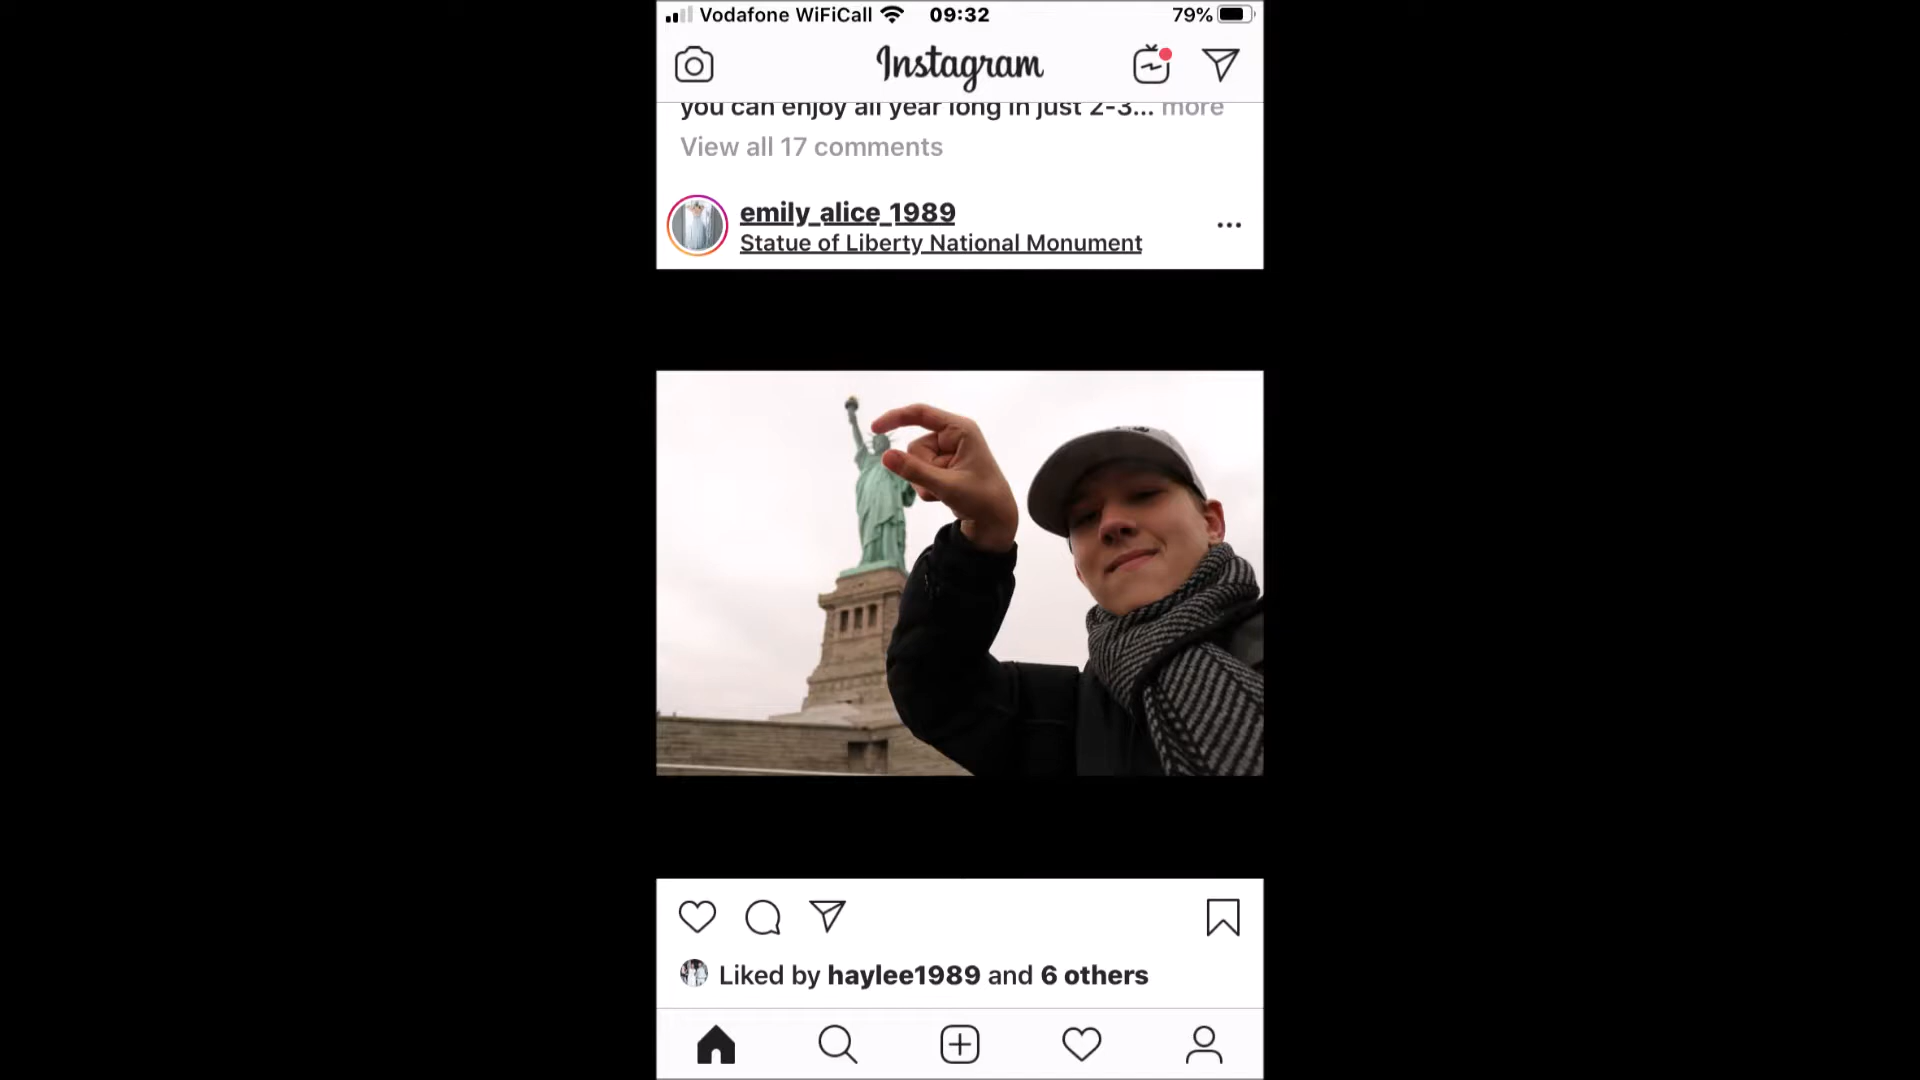 Vodafone WiFiCall 09:32 79%
Instagram
you can enjoy all year long in just 2-3... more
View all 17 comments
emily_alice_1989
Statue of Liberty National Monument
Liked by haylee1989 and 6 others